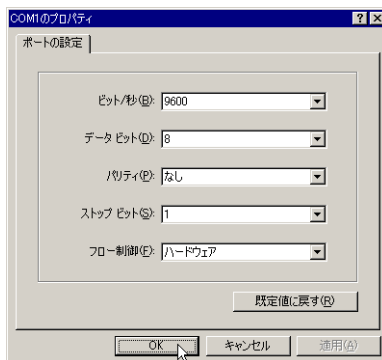 COM1のプロパティ
ポートの設定
ビット/秒(B): 9600
データ ビット(D): 8
パリティ(P): なし
ストップ ビット(S): 1
フロー制御(F): ハードウェア
既定値に戻す(R)
OK キャンセル 適用(A)